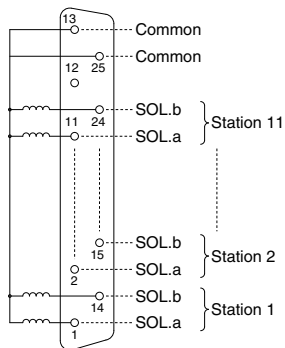 13
Common
Common
12 25
SOL.b
11 24
Station 11
SOL.a
SOL.b
15
Station 2
SOL.a
2
SOL.b
14
Station 1
SOL.a
1